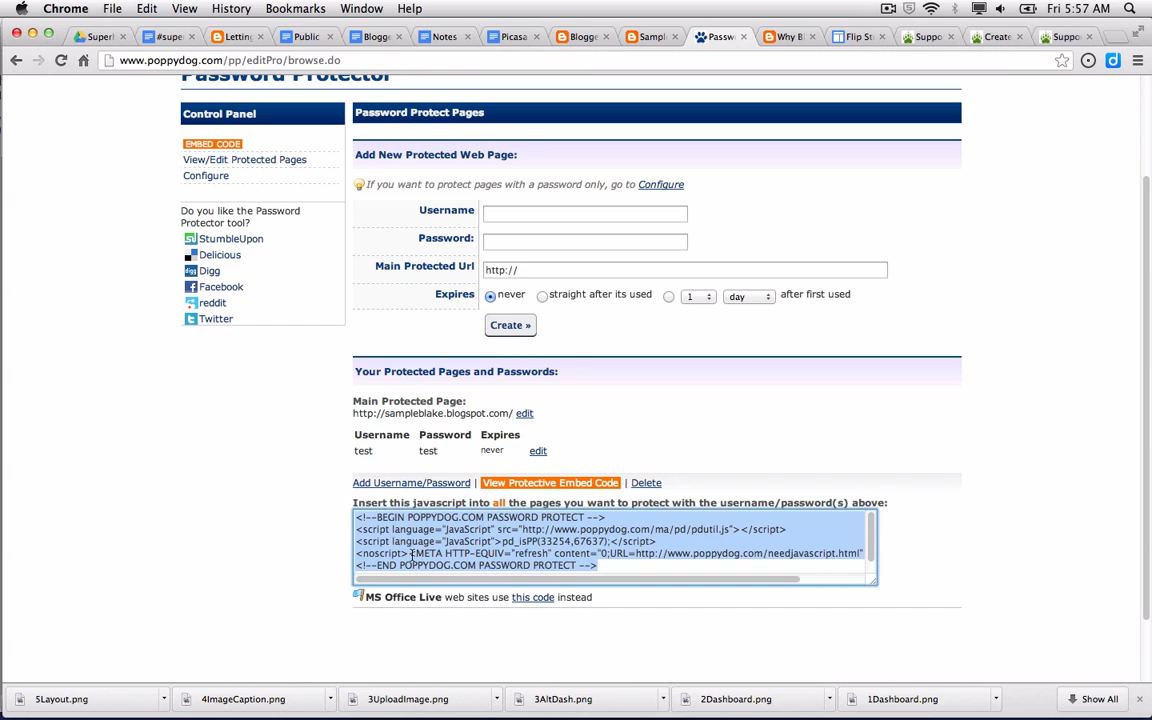 Chrome File Edit View History Bookmarks Window Help Fri 5:57 AM
Super #supe Letting Public Blogge Notes Picasa Blogge Sampl Passw Why Bl Flip St Suppo Create Suppo
www.poppydog.com/pp/editPro/browse.do
Password Protector
Control Panel
EMBED CODE
View/Edit Protected Pages
Configure
Do you like the Password
Protector tool?
StumbleUpon
Delicious
digg Digg
Facebook
reddit
Twitter
Password Protect Pages
Add New Protected Web Page:
If you want to protect pages with a password only, go to Configure
Username
Password:
Main Protected Url http://
Expires never straight after its used 1 day after first used
Create »
Your Protected Pages and Passwords:
Main Protected Page:
http://sampleblake.blogspot.com/ edit
Username Password Expires
test test never edit
Add Username/Password | View Protective Embed Code | Delete
Insert this javascript into all the pages you want to protect with the username/password(s) above:
<!--BEGIN POPPYDOG.COM PASSWORD PROTECT -->
<script language="JavaScript" src="http://www.poppydog.com/ma/pd/pdutil.js"></script>
<script language="JavaScript">pd_isPP(33254,67637);</script>
<noscript><META HTTP-EQUIV="refresh" content="0;URL=http://www.poppydog.com/needjavascript.html"
<!--END POPPYDOG.COM PASSWORD PROTECT -->
MS Office Live web sites use this code instead
5Layout.png 4ImageCaption.png 3UploadImage.png 3AltDash.png 2Dashboard.png 1Dashboard.png Show All